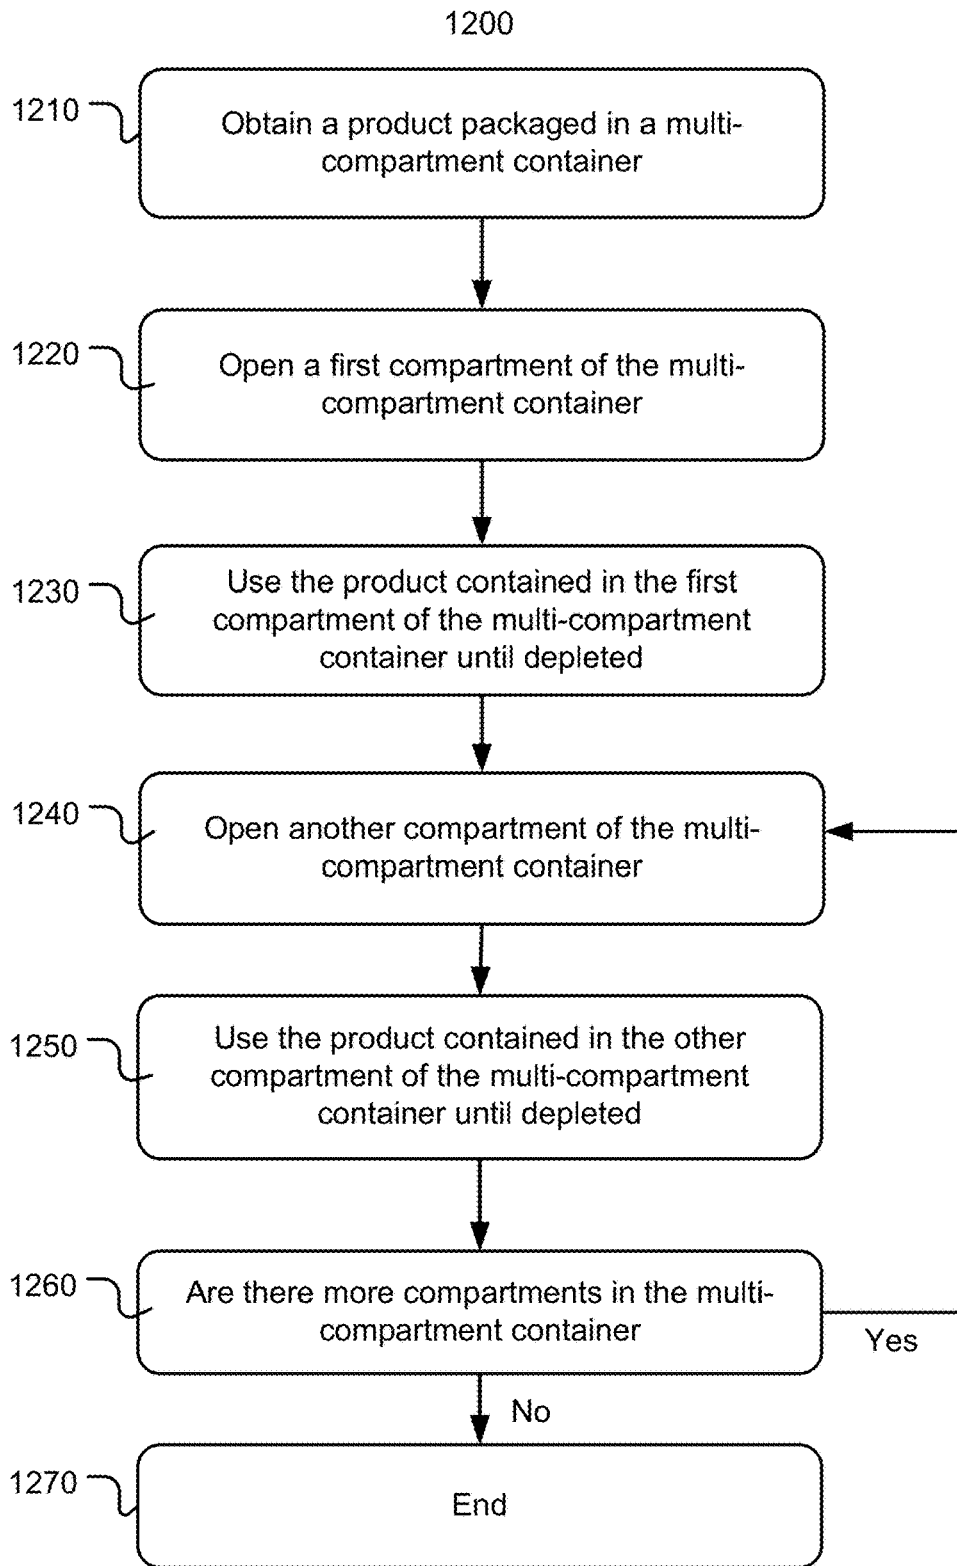 1200
1210
Obtain a product packaged in a multi-
compartment container
1220
Open a first compartment of the multi-
compartment container
1230
Use the product contained in the first
compartment of the multi-compartment
container until depleted
1240
Open another compartment of the multi-
compartment container
1250
Use the product contained in the other
compartment of the multi-compartment
container until depleted
1260
Are there more compartments in the multi-
compartment container
Yes
No
1270
End